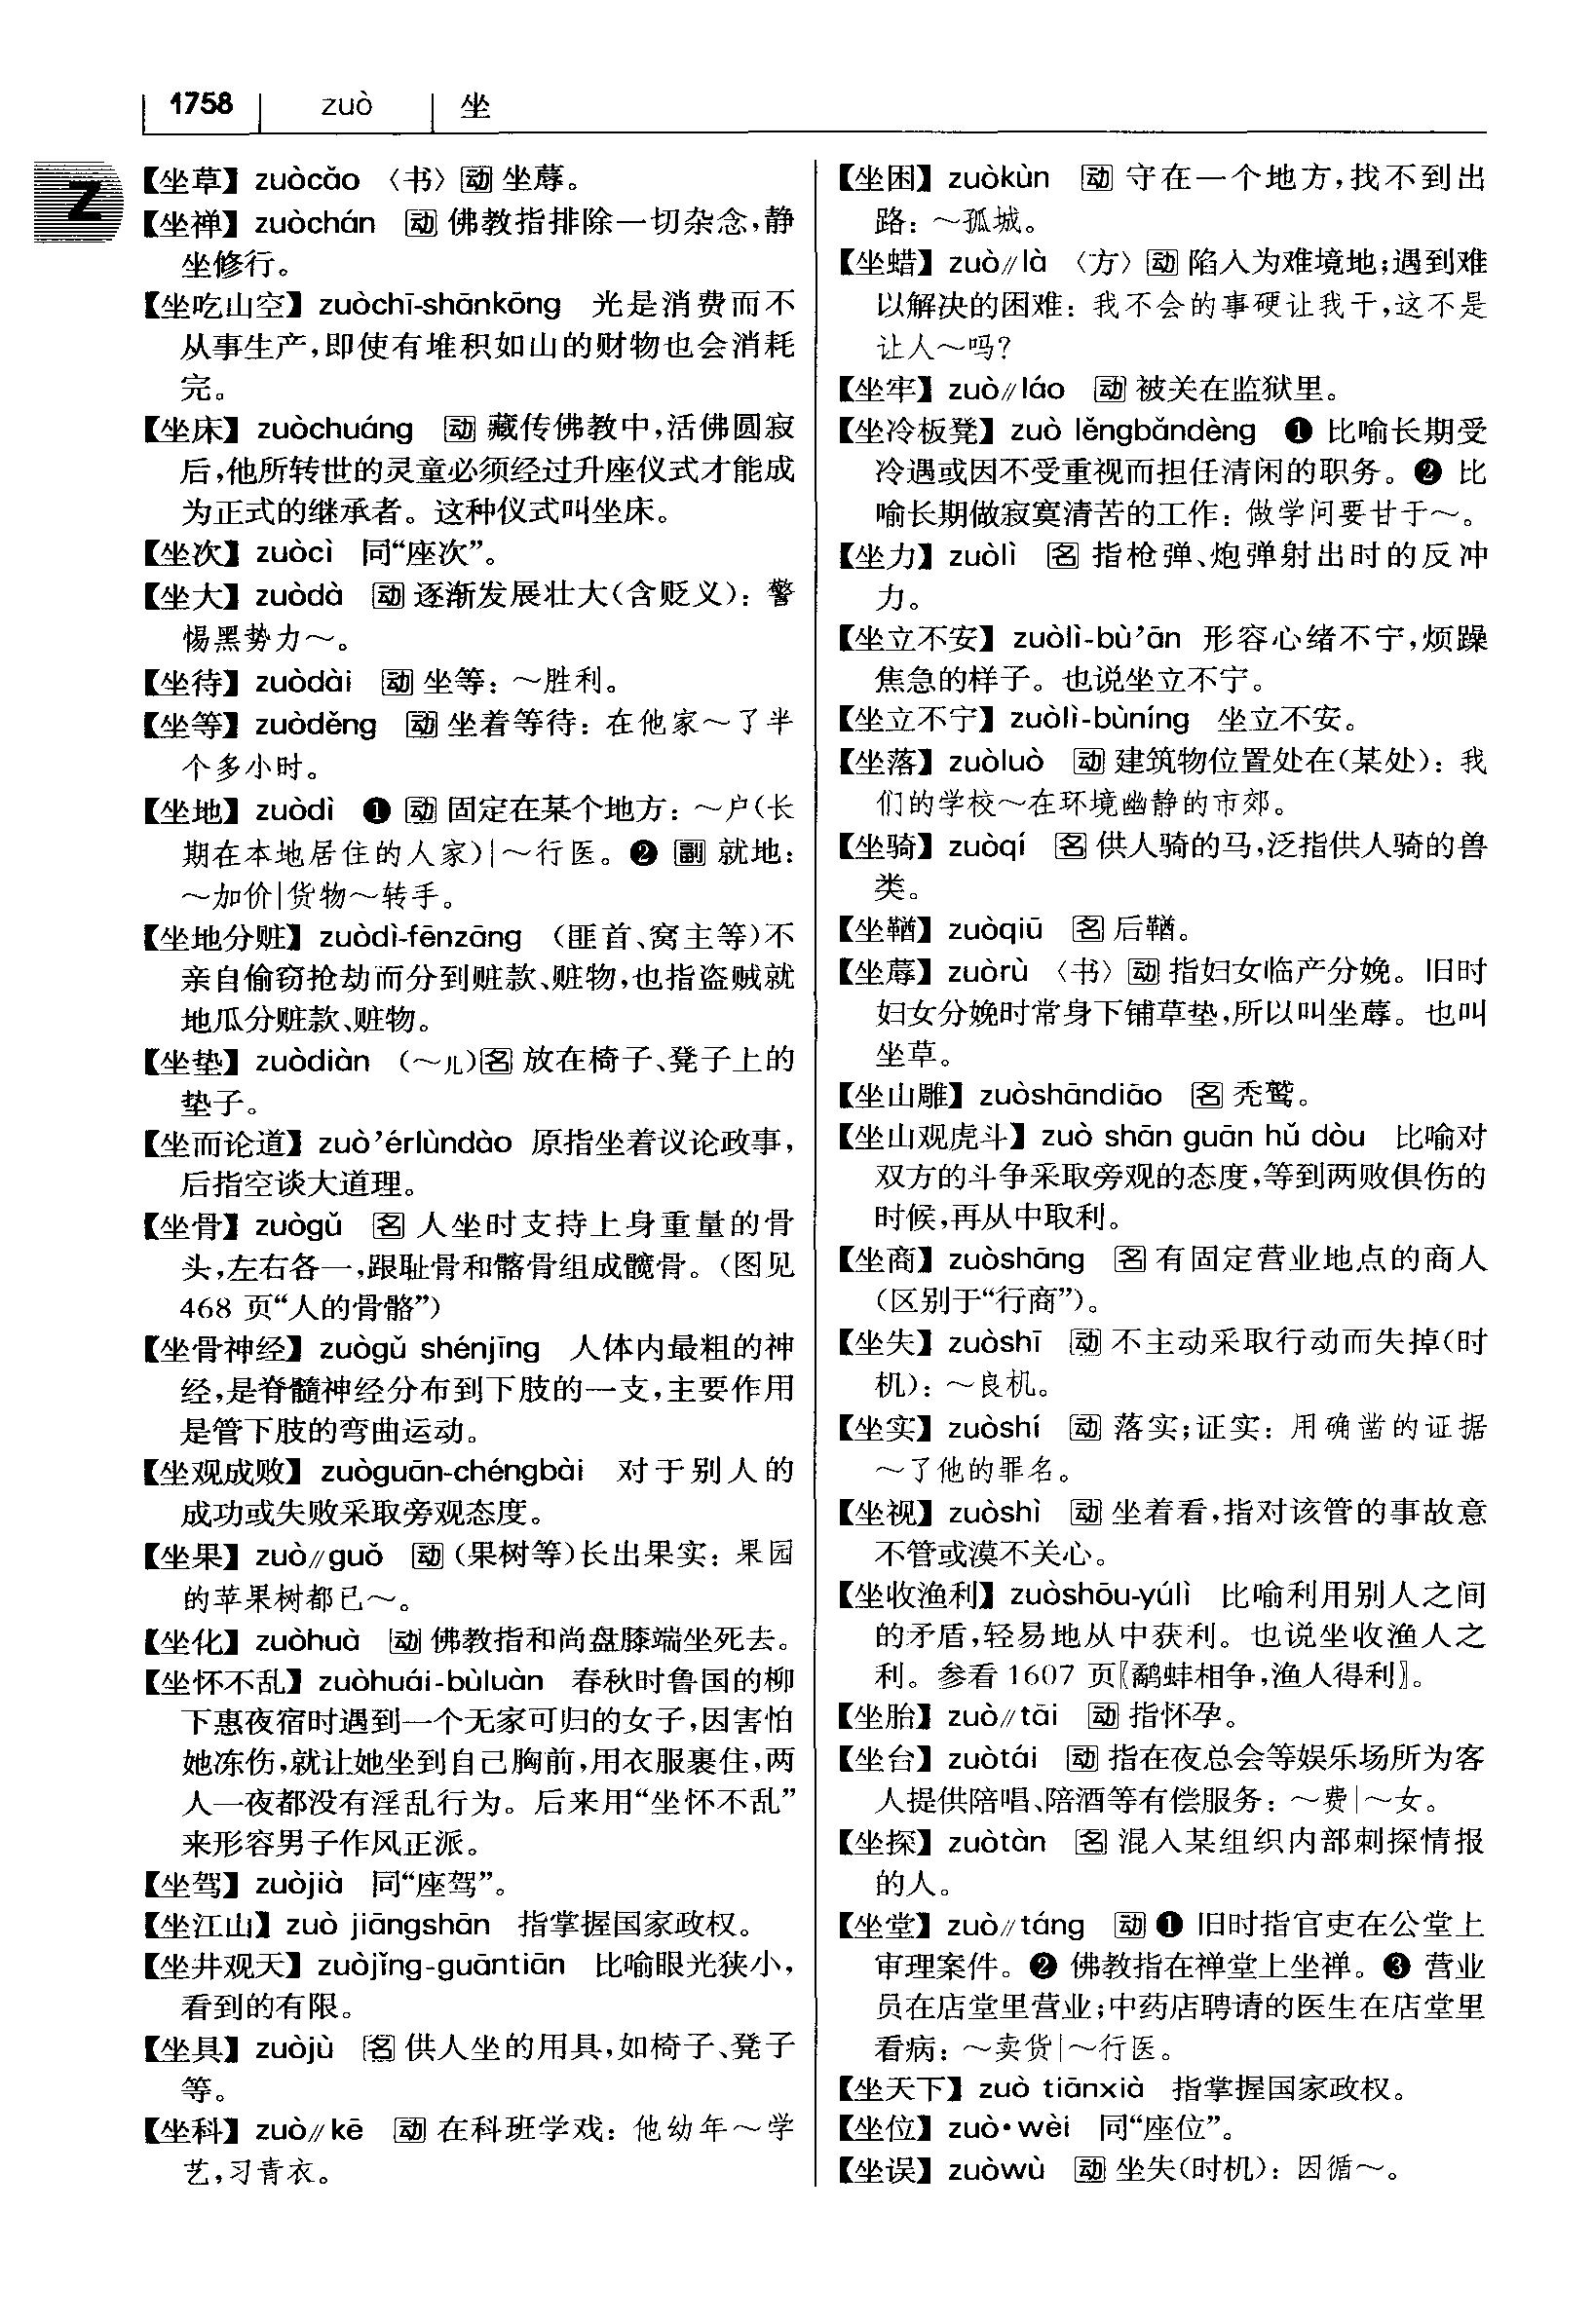 1758 zuò 坐
Z
【坐草】 zuòcǎo 〈书〉 动 坐蓐。
【坐禅】 zuòchán 动 佛教指排除一切杂念,静
坐修行。
【坐吃山空】 zuòchī-shānkōng 光是消费而不
从事生产,即使有堆积如山的财物也会消耗
完。
【坐床】 zuòchuáng 动 藏传佛教中,活佛圆寂
后,他所转世的灵童必须经过升座仪式才能成
为正式的继承者。这种仪式叫坐床。
【坐次】 zuòcì 同“座次”。
【坐大】 zuòdà 动 逐渐发展壮大(含贬义):警
惕黑势力～。
【坐待】 zuòdài 动 坐等:～胜利。
【坐等】 zuòděng 动 坐着等待:在他家～了半
个多小时。
【坐地】 zuòdì ❶ 动 固定在某个地方:～户(长
期在本地居住的人家)|～行医。❷ 副 就地:
～加价|货物～转手。
【坐地分赃】 zuòdì-fēnzāng (匪首、窝主等)不
亲自偷窃抢劫而分到赃款、赃物,也指盗贼就
地瓜分赃款、赃物。
【坐垫】 zuòdiàn (～儿)名 放在椅子、凳子上的
垫子。
【坐而论道】 zuò’érlùndào 原指坐着议论政事,
后指空谈大道理。
【坐骨】 zuògǔ 名 人坐时支持上身重量的骨
头,左右各一,跟耻骨和髂骨组成髋骨。(图见
468 页“人的骨骼”)
【坐骨神经】 zuògǔ shénjīng 人体内最粗的神
经,是脊髓神经分布到下肢的一支,主要作用
是管下肢的弯曲运动。
【坐观成败】 zuòguān-chéngbài 对于别人的
成功或失败采取旁观态度。
【坐果】 zuò//guǒ 动 (果树等)长出果实:果园
的苹果树都已～。
【坐化】 zuòhuà 动 佛教指和尚盘膝端坐死去。
【坐怀不乱】 zuòhuái-bùluàn 春秋时鲁国的柳
下惠夜宿时遇到一个无家可归的女子,因害怕
她冻伤,就让她坐到自己胸前,用衣服裹住,两
人一夜都没有淫乱行为。后来用“坐怀不乱”
来形容男子作风正派。
【坐驾】 zuòjià 同“座驾”。
【坐江山】 zuò jiāngshān 指掌握国家政权。
【坐井观天】 zuòjǐng-guāntiān 比喻眼光狭小,
看到的有限。
【坐具】 zuòjù 名 供人坐的用具,如椅子、凳子
等。
【坐科】 zuò//kē 动 在科班学戏:他幼年～学
艺,习青衣。
【坐困】 zuòkùn 动 守在一个地方,找不到出
路:～孤城。
【坐蜡】 zuò//là 〈方〉 动 陷入为难境地;遇到难
以解决的困难:我不会的事硬让我干,这不是
让人～吗?
【坐牢】 zuò//láo 动 被关在监狱里。
【坐冷板凳】 zuò lěngbǎndèng ❶ 比喻长期受
冷遇或因不受重视而担任清闲的职务。❷ 比
喻长期做寂寞清苦的工作:做学问要甘于～。
【坐力】 zuòlì 名 指枪弹、炮弹射出时的反冲
力。
【坐立不安】 zuòlì-bù’ān 形容心绪不宁,烦躁
焦急的样子。也说坐立不宁。
【坐立不宁】 zuòlì-bùníng 坐立不安。
【坐落】 zuòluò 动 建筑物位置处在(某处):我
们的学校～在环境幽静的市郊。
【坐骑】 zuòqí 名 供人骑的马,泛指供人骑的兽
类。
【坐鞧】 zuòqiū 名 后鞧。
【坐蓐】 zuòrù 〈书〉 动 指妇女临产分娩。旧时
妇女分娩时常身下铺草垫,所以叫坐蓐。也叫
坐草。
【坐山雕】 zuòshāndiāo 名 秃鹫。
【坐山观虎斗】 zuò shān guān hǔ dòu 比喻对
双方的斗争采取旁观的态度,等到两败俱伤的
时候,再从中取利。
【坐商】 zuòshāng 名 有固定营业地点的商人
(区别于“行商”)。
【坐失】 zuòshī 动 不主动采取行动而失掉(时
机):～良机。
【坐实】 zuòshí 动 落实;证实:用确凿的证据
～了他的罪名。
【坐视】 zuòshì 动 坐着看,指对该管的事故意
不管或漠不关心。
【坐收渔利】 zuòshōu-yúlì 比喻利用别人之间
的矛盾,轻易地从中获利。也说坐收渔人之
利。参看 1607 页〖鹬蚌相争,渔人得利〗。
【坐胎】 zuò//tāi 动 指怀孕。
【坐台】 zuòtái 动 指在夜总会等娱乐场所为客
人提供陪唱、陪酒等有偿服务:～费|～女。
【坐探】 zuòtàn 名 混入某组织内部刺探情报
的人。
【坐堂】 zuò//táng 动 ❶ 旧时指官吏在公堂上
审理案件。❷ 佛教指在禅堂上坐禅。❸ 营业
员在店堂里营业;中药店聘请的医生在店堂里
看病:～卖货|～行医。
【坐天下】 zuò tiānxià 指掌握国家政权。
【坐位】 zuò·wèi 同“座位”。
【坐误】 zuòwù 动 坐失(时机):因循～。